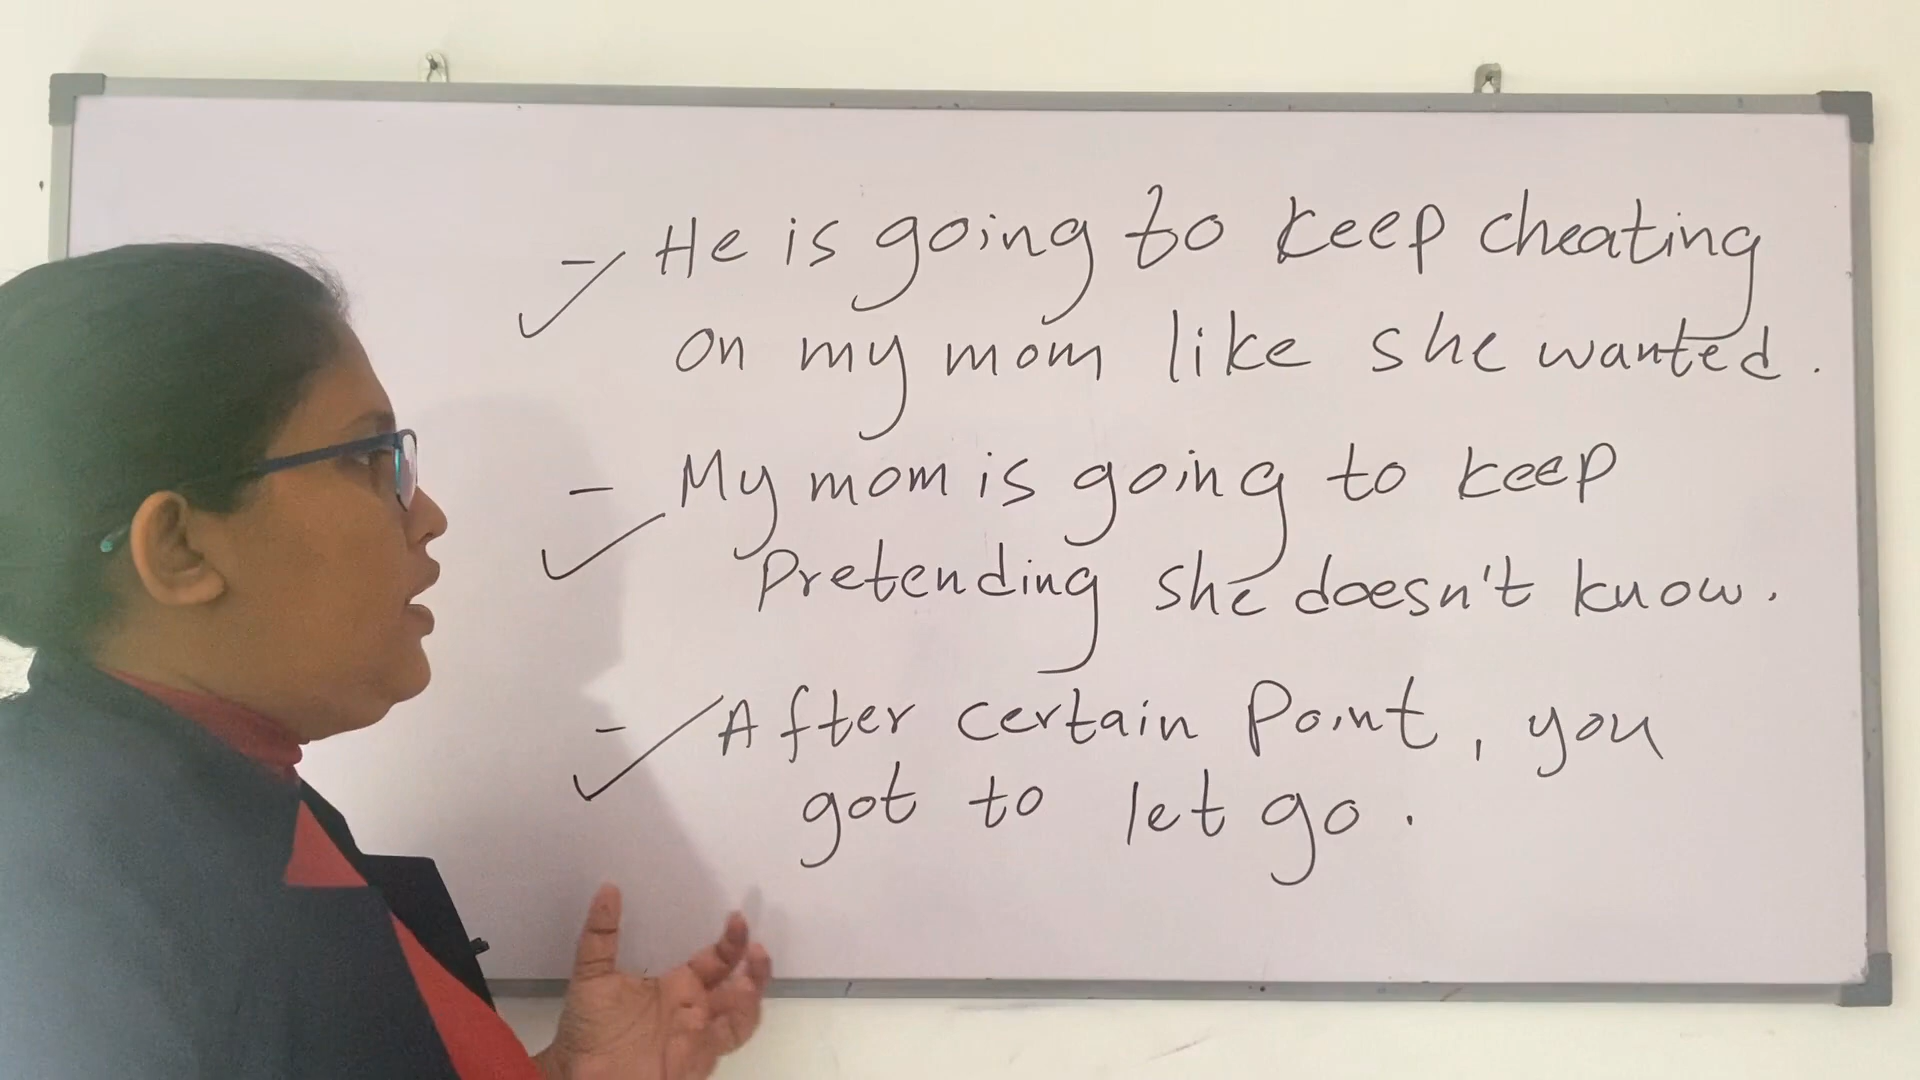 - He is going to keep cheating
on my mom like she wanted.
- My mom is going to keep
Pretending she doesn't know.
- After certain Point, you
got to let go.